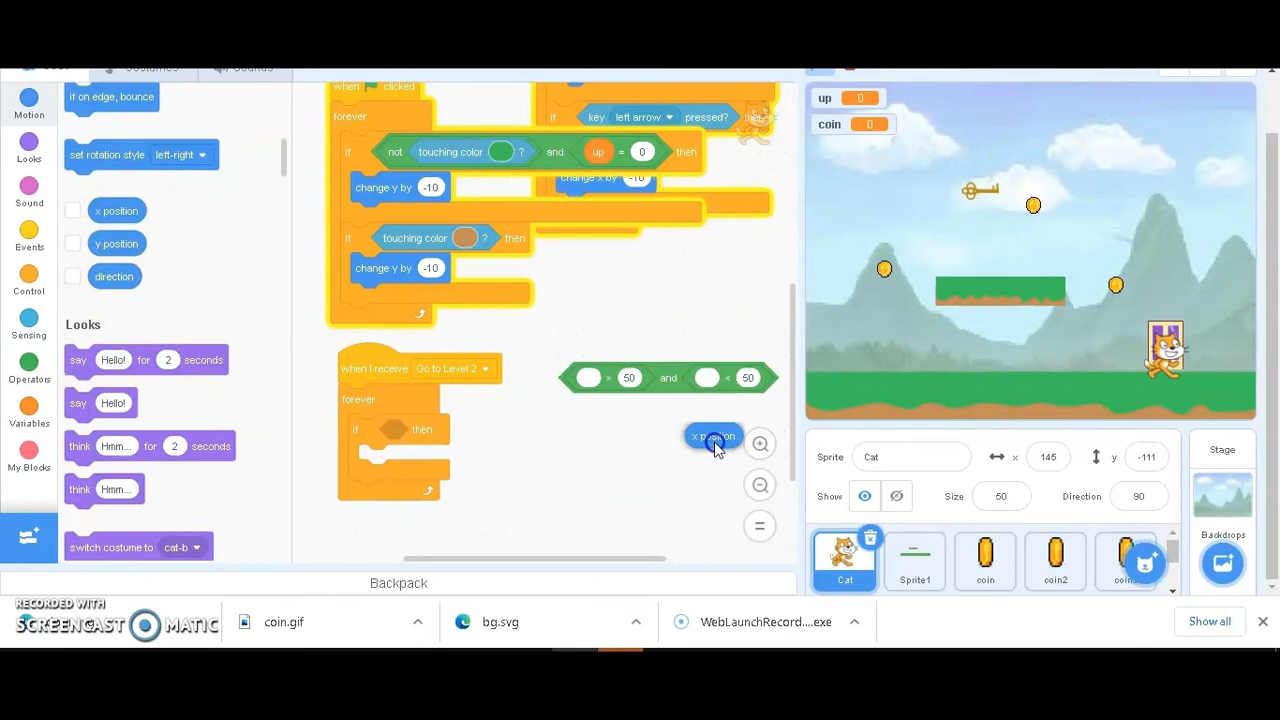 Motion
Looks
Sound
Events
Control
Sensing
Operators
Variables
My Blocks
if on edge, bounce
set rotation style left-right
x position
y position
direction
Looks
say Hello! for 2 seconds
say Hello!
think Hmm... for 2 seconds
think Hmm...
switch costume to cat-b
when clicked
forever
if not touching color ? and up = 0 then
change y by -10
if touching color ? then
change y by -10
if key left arrow pressed?
change x by -10
when I receive Go to Level 2
forever
if then
> 50 and < 50
x position
up 0
coin 0
Sprite Cat x 145 y -111
Show Size 50 Direction 90
Cat
Sprite1
coin
coin2
Stage
Backdrops
Backpack
RECORDED WITH
SCREENCAST MATIC
coin.gif
bg.svg
WebLaunchRecord....exe
Show all